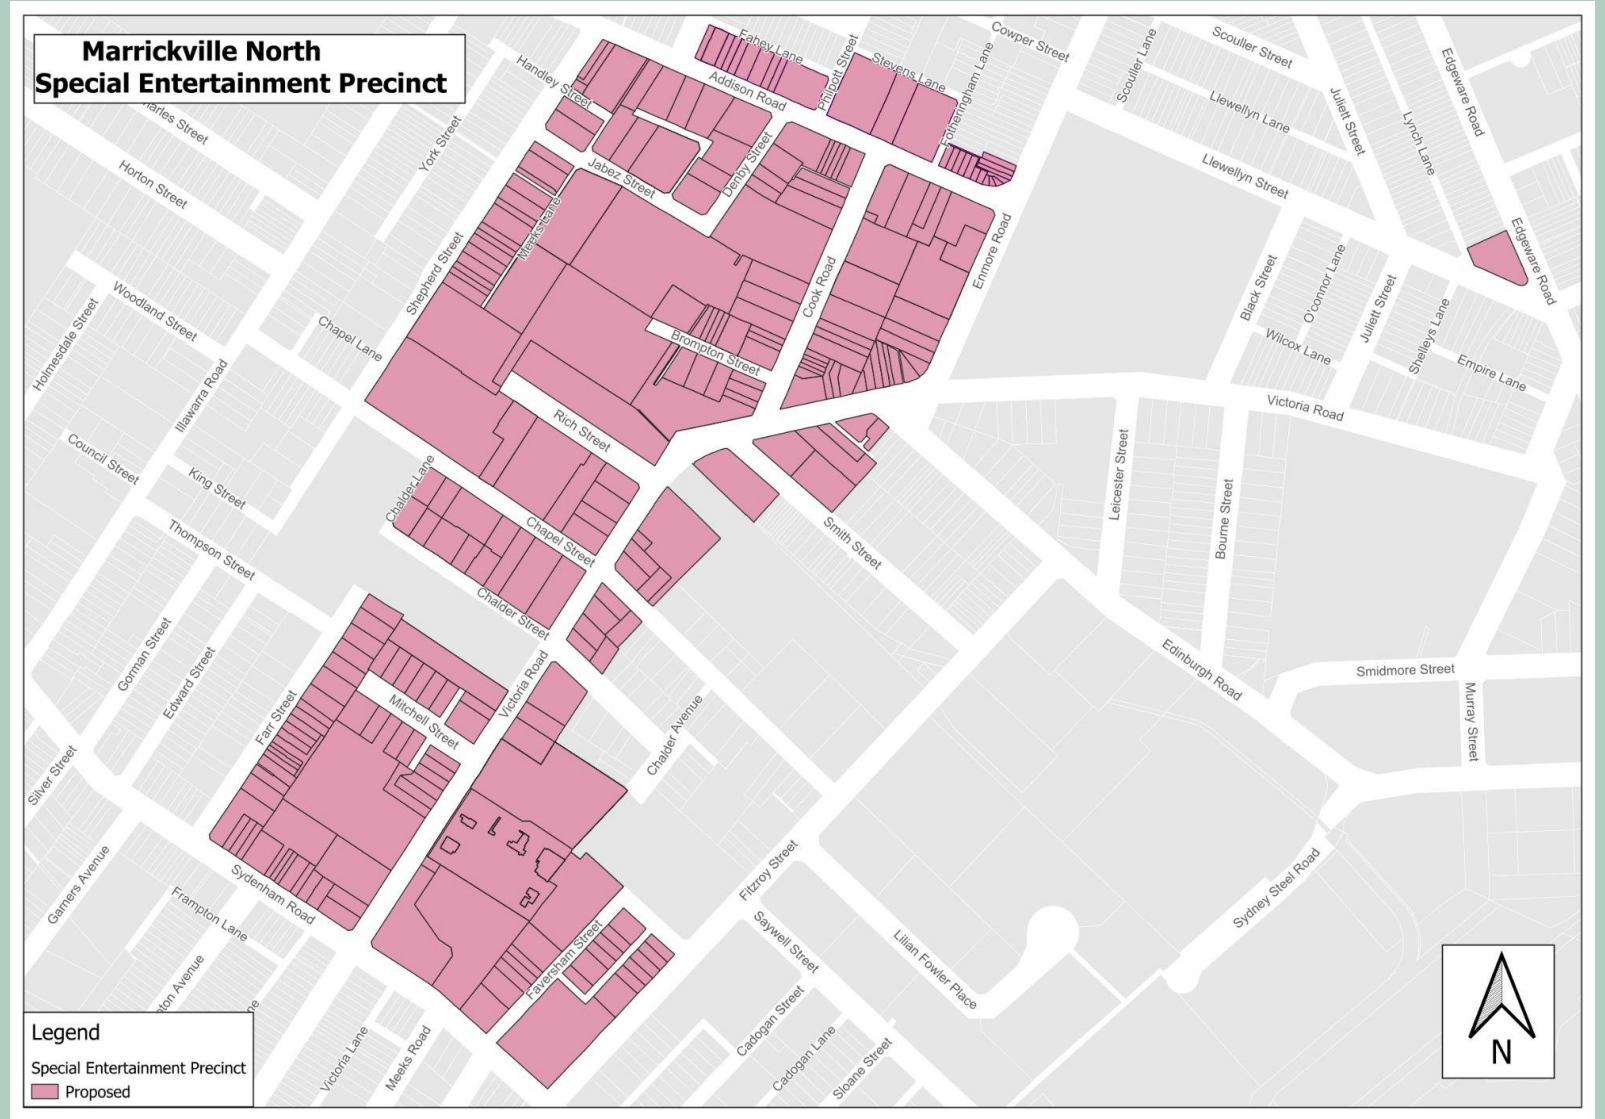 Marrickville North
Special Entertainment Precinct
Fahey Lane
Addison Road
Philpott Street
Stevens Lane
Fotheringham Lane
Cowper Street
Scouller Lane
Scouller Street
Llewellyn Lane
Juliett Street
Lynch Lane
Edgeware Road
Llewellyn Street
Edgeware Road
Handley Street
York Street
Horton Street
Jabez Street
Denby Street
Meeks Lane
Shepherd Street
Cook Road
Enmore Road
Black Street
O'connor Lane
Juliett Street
Shelleys Lane
Wilcox Lane
Empire Lane
Woodland Street
Holmesdale Street
Chapel Lane
Illawarra Road
Brompton Street
Victoria Road
Rich Street
Council Street
King Street
Chalder Lane
Chapel Street
Smith Street
Leicester Street
Bourne Street
Thompson Street
Chalder Street
Gorman Street
Edward Street
Farr Street
Victoria Road
Mitchell Street
Chalder Avenue
Edinburgh Road
Smidmore Street
Murray Street
Silver Street
Garners Avenue
Sydenham Road
Frampton Lane
Fitzroy Street
Sydney Steel Road
Saywell Street
Lilian Fowler Place
Faversham Street
Victoria Lane
Meeks Road
Cadogan Street
Cadogan Lane
Sloane Street
Legend
Special Entertainment Precinct
Proposed
N